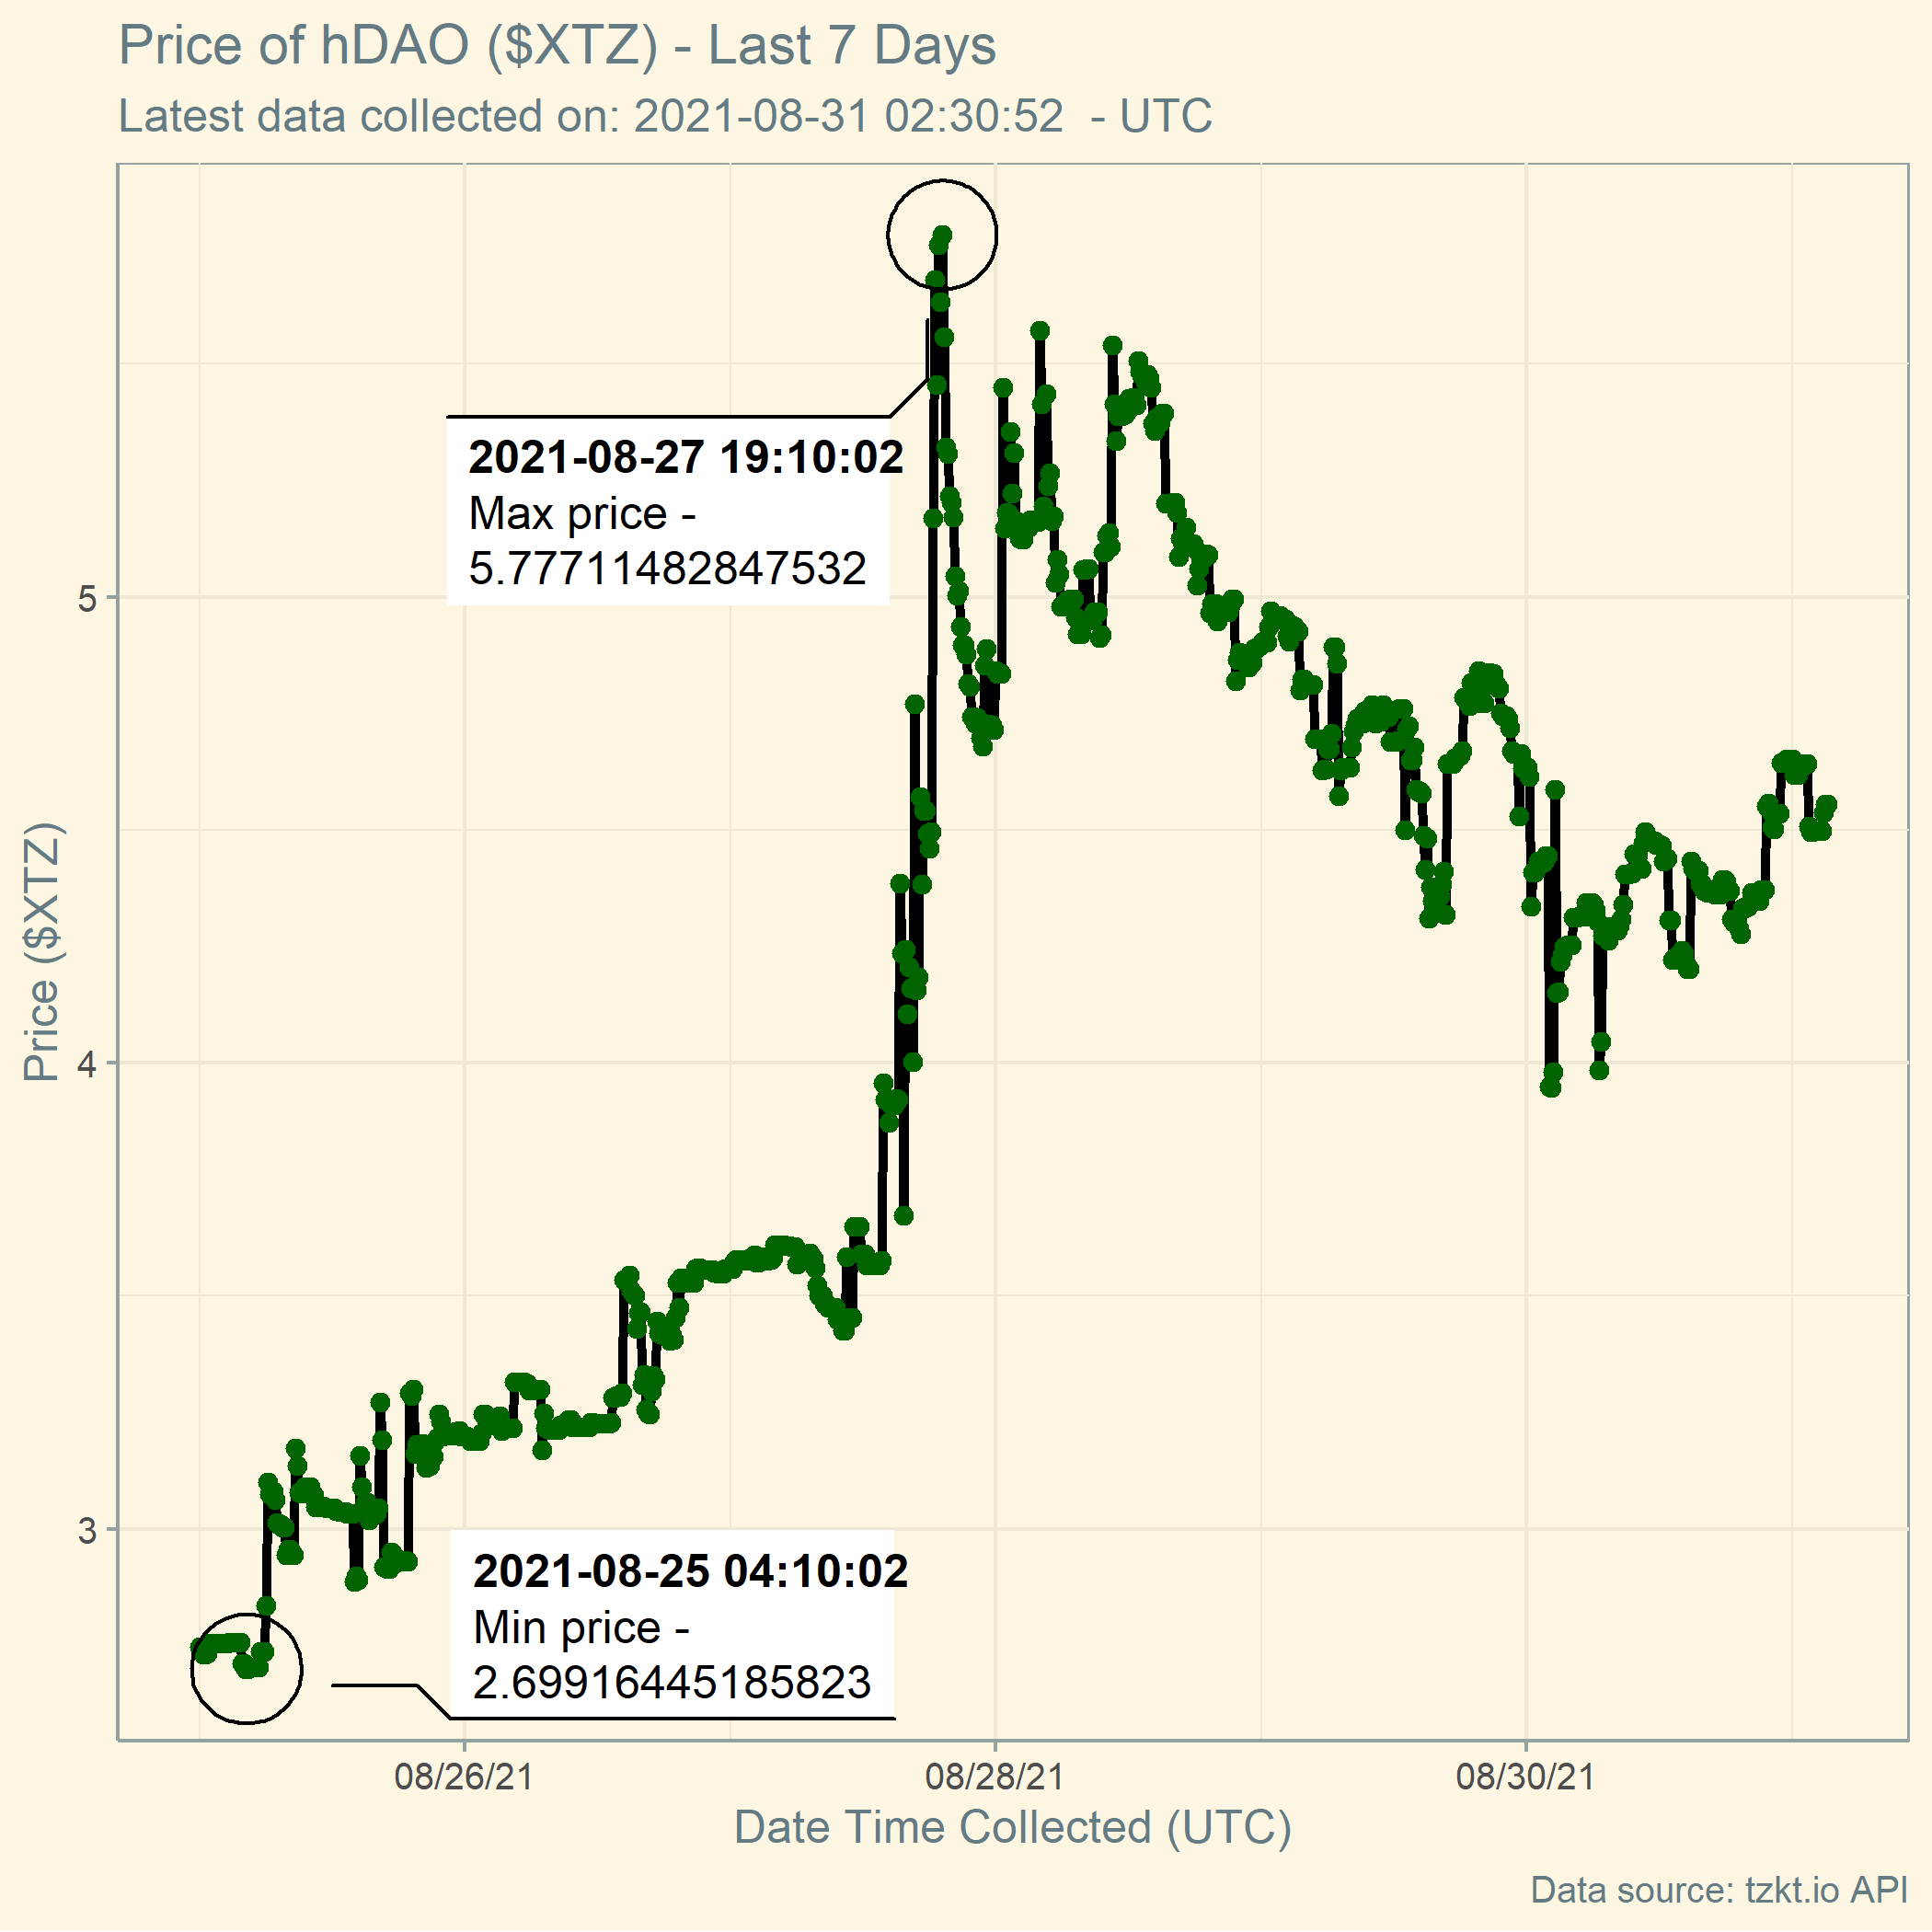 Price of hDAO ($XTZ) - Last 7 Days
Latest data collected on: 2021-08-31 02:30:52  - UTC
Price ($XTZ)
5
4
3
2021-08-27 19:10:02
Max price -
5.77711482847532
2021-08-25 04:10:02
Min price -
2.69916445185823
08/26/21
08/28/21
08/30/21
Date Time Collected (UTC)
Data source: tzkt.io API